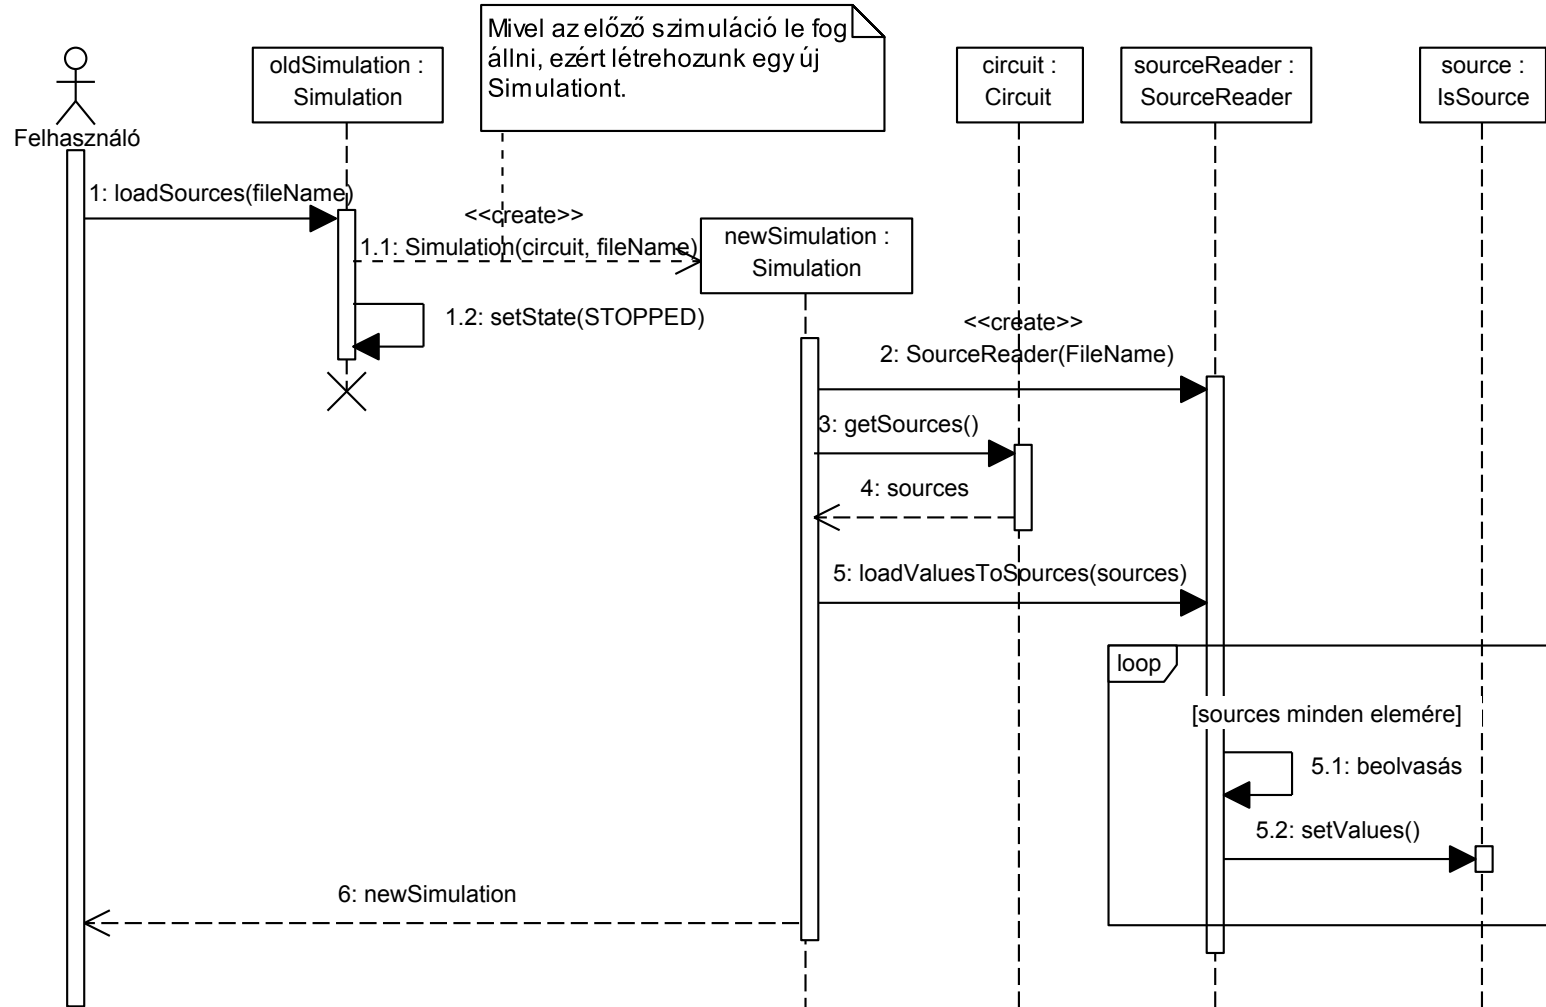 Mivel az előző szimuláció le fog
állni, ezért létrehozunk egy új
Simulationt.
Felhasználó
oldSimulation :
Simulation
circuit :
Circuit
sourceReader :
SourceReader
source :
IsSource
1: loadSources(fileName)
<<create>>
1.1: Simulation(circuit, fileName)
newSimulation :
Simulation
1.2: setState(STOPPED)
<<create>>
2: SourceReader(FileName)
3: getSources()
4: sources
5: loadValuesToSources(sources)
loop
[sources minden elemére]
5.1: beolvasás
5.2: setValues()
6: newSimulation